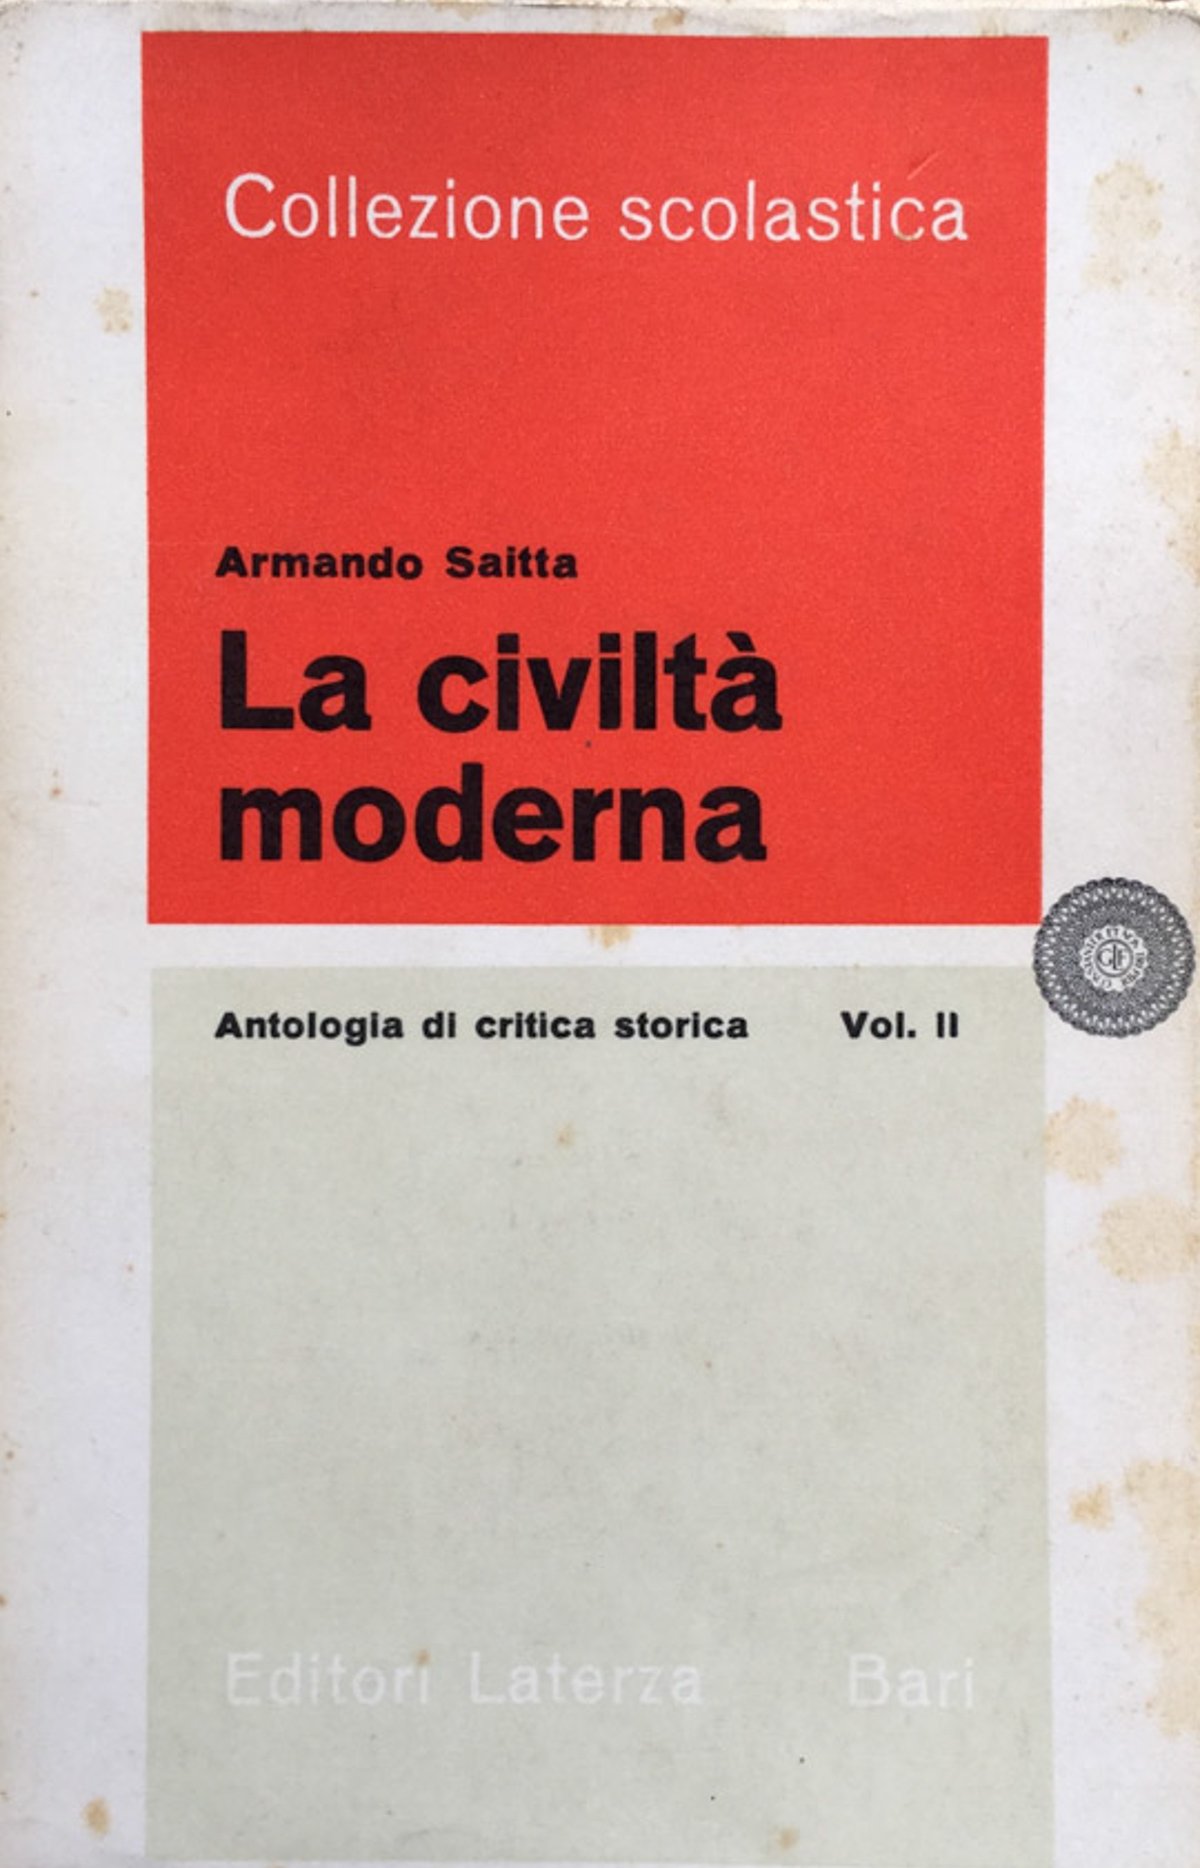 Collezione scolastica
Armando Saitta
La civiltà
moderna
Antologia di critica storica Vol. II
Editori Laterza Bari